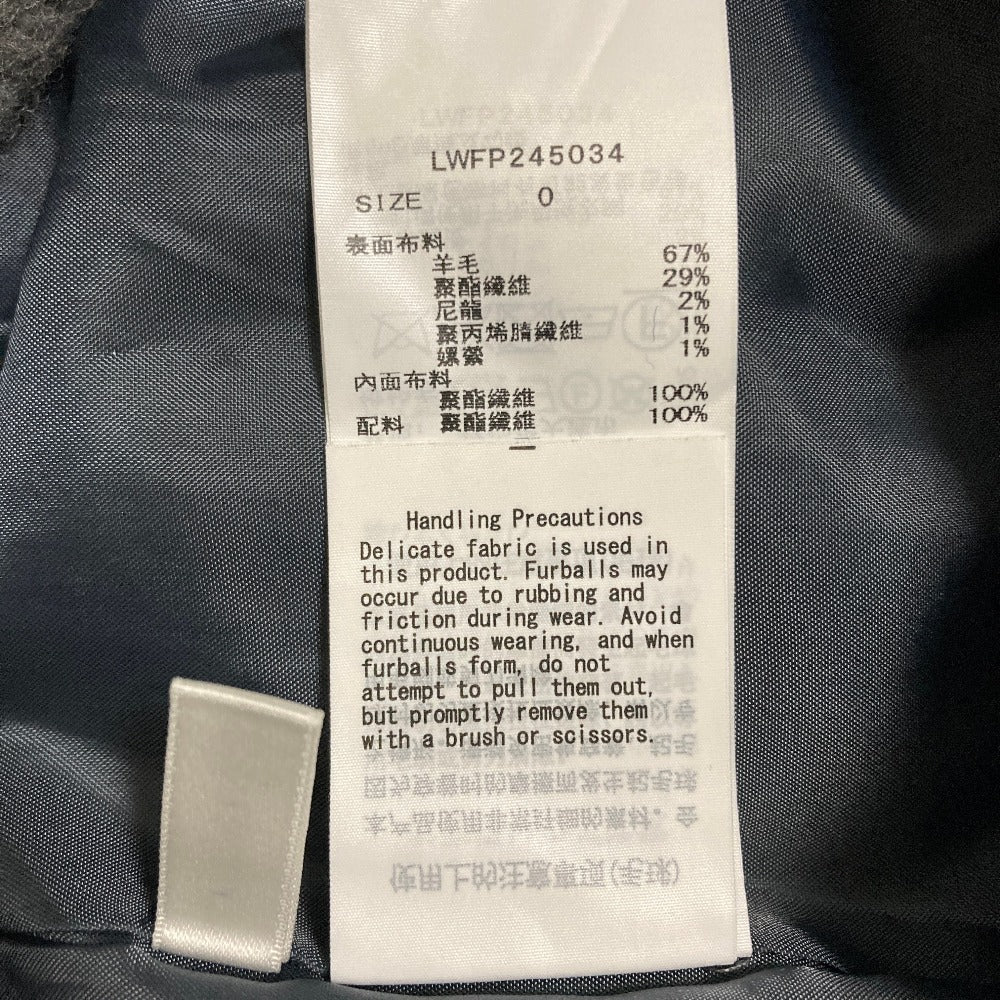 LWFP245034
SIZE 0
表面布料
羊毛 67%
聚酯纖維 29%
尼龍 2%
聚丙烯腈纖維 1%
嫘縈 1%
內面布料
聚酯纖維 100%
配料 聚酯纖維 100%
Handling Precautions
Delicate fabric is used in
this product. Furballs may
occur due to rubbing and
friction during wear. Avoid
continuous wearing, and when
furballs form, do not
attempt to pull them out,
but promptly remove them
with a brush or scissors.